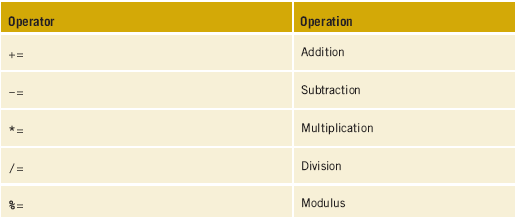 Operator Operation
+= Addition
-= Subtraction
*= Multiplication
/= Division
%= Modulus